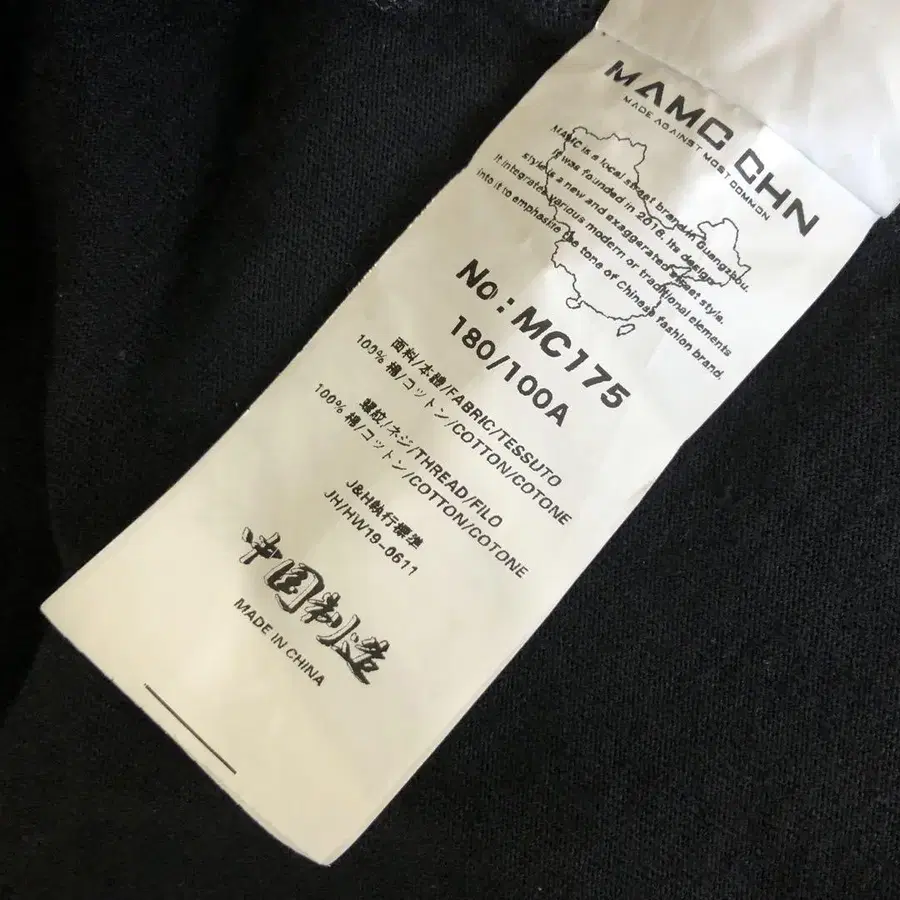 MAMC CHN
MADE AGAINST MOST COMMON
MAMC is a local street brand in Guangzhou.
It was founded in 2016. Its design
style is a new and exaggerated street style.
It integrates various modern or traditional elements
into it to emphasize the tone of Chinese fashion brand.
No:MC175
180/100A
面料/本體/FABRIC/TESSUTO
100% 棉/コットン/COTTON/COTONE
螺紋/ネジ/THREAD/FILO
100% 棉/コットン/COTTON/COTONE
J&H執行標準
JH/HW19-0611
中国制造
MADE IN CHINA